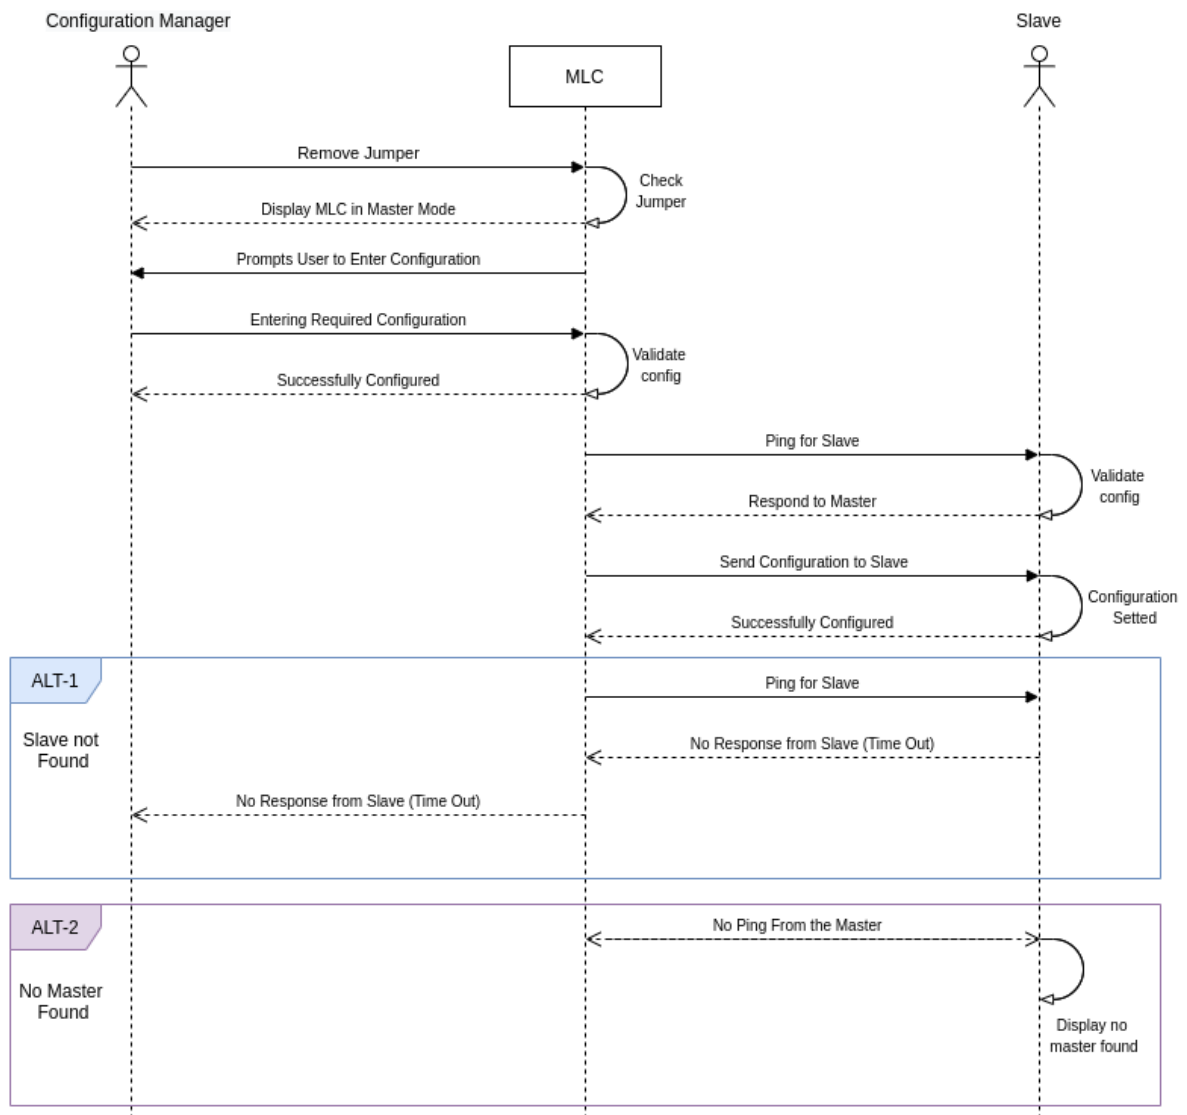 Configuration Manager
Slave
MLC
Remove Jumper
Check
Jumper
Display MLC in Master Mode
Prompts User to Enter Configuration
Entering Required Configuration
Validate
config
Successfully Configured
Ping for Slave
Validate
config
Respond to Master
Send Configuration to Slave
Configuration
Setted
Successfully Configured
ALT-1
Ping for Slave
Slave not
Found
No Response from Slave (Time Out)
No Response from Slave (Time Out)
ALT-2
No Ping From the Master
No Master
Found
Display no
master found